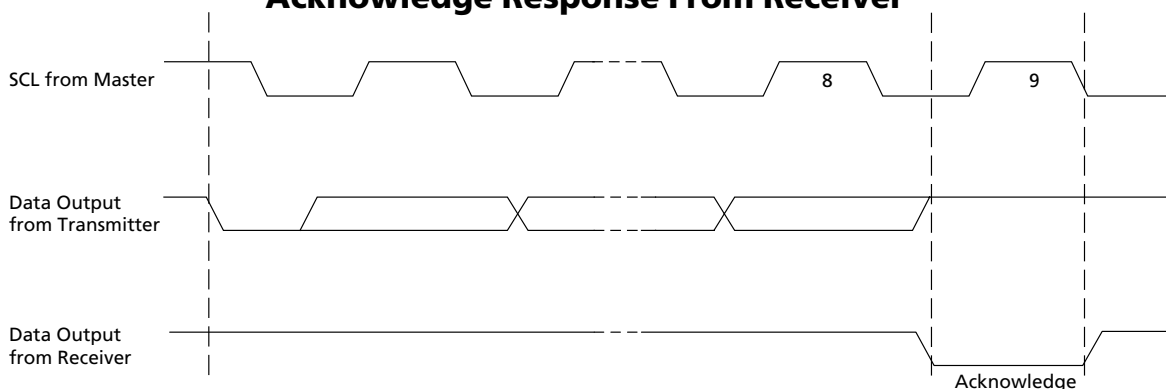 Acknowledge Response From Receiver
SCL from Master
8
9
Data Output
from Transmitter
Data Output
from Receiver
Acknowledge